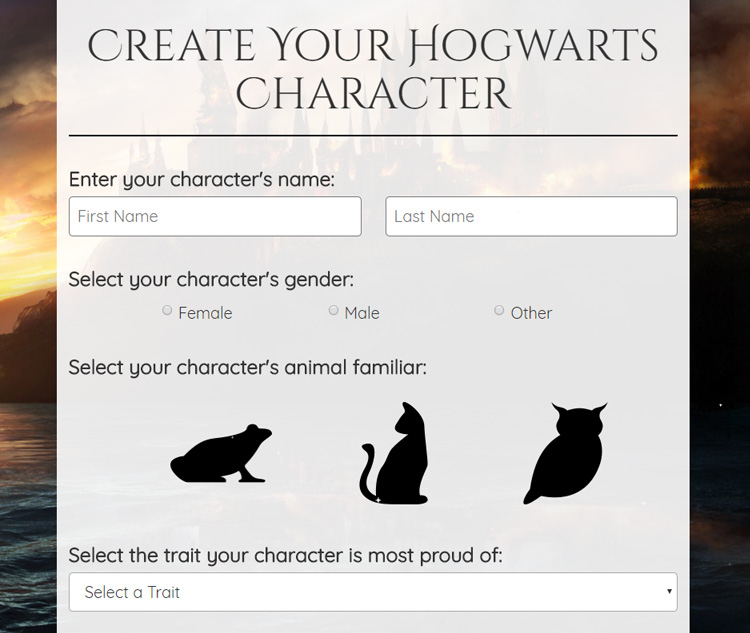 Create Your Hogwarts
Character
Enter your character's name:
First Name Last Name
Select your character's gender:
Female Male Other
Select your character's animal familiar:
Select the trait your character is most proud of:
Select a Trait